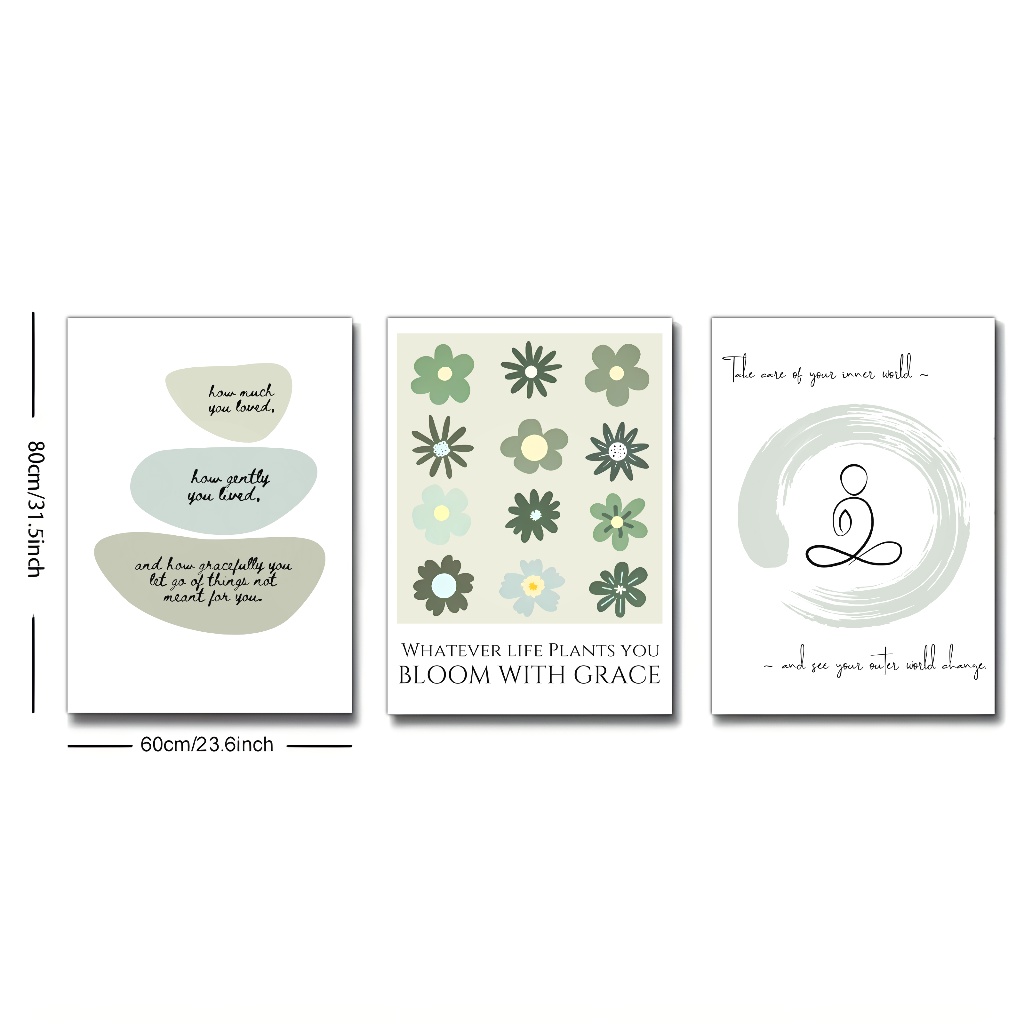 80cm/31.5inch
how much
you loved,
how gently
you lived,
and how gracefully you
let go of things not
meant for you.
60cm/23.6inch
WHATEVER LIFE PLANTS YOU
BLOOM WITH GRACE
Take care of your inner world ~
~ and see your outer world change.